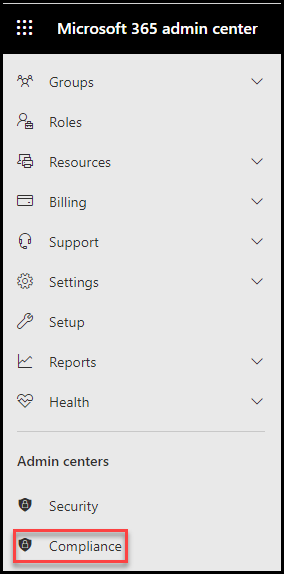 Microsoft 365 admin center
Groups
Roles
Resources
Billing
Support
Settings
Setup
Reports
Health
Admin centers
Security
Compliance